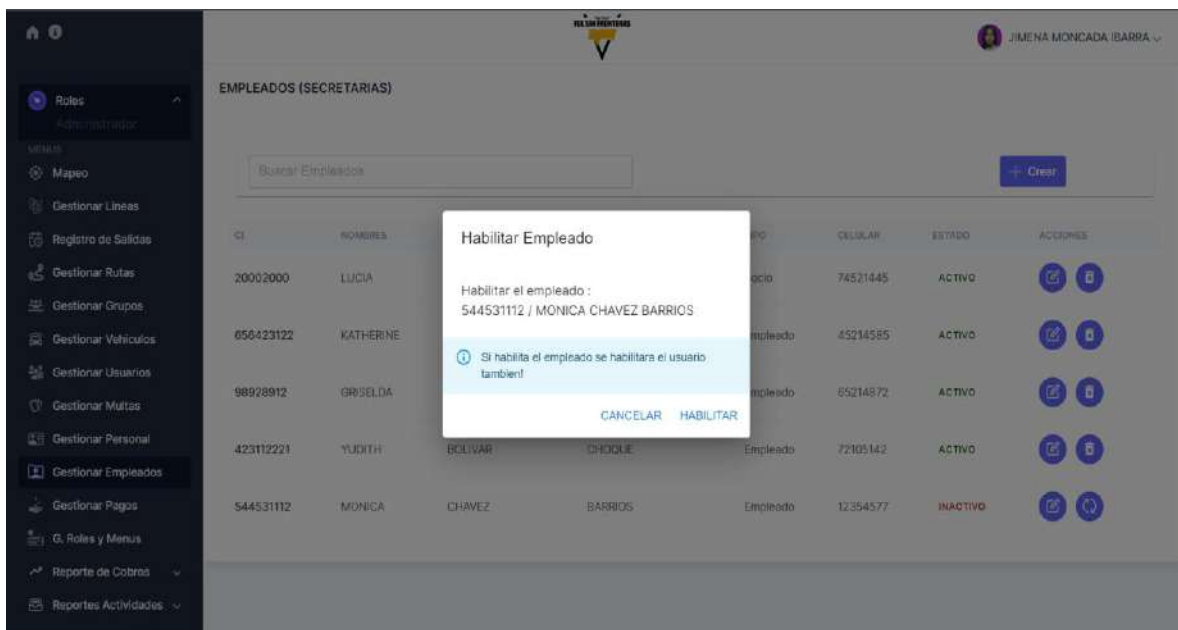 JIMENA MONCADA IBARRA
EMPLEADOS (SECRETARIAS)
Roles
Administrador
MENUS
Mapeo
Gestionar Lineas
Registro de Salidas
Gestionar Rutas
Gestionar Grupos
Gestionar Vehiculos
Gestionar Usuarios
Gestionar Multas
Gestionar Personal
Gestionar Empleados
Gestionar Pagos
G. Roles y Menus
Reporte de Cobros
Reportes Actividades
Buscar Empleados
+ Crear
CI NOMBRES CELULAR ESTADO ACCIONES
20002000 LUCIA 74521445 ACTIVO
656423122 KATHERINE 45214585 ACTIVO
98928912 GRISELDA 65214872 ACTIVO
423112221 YUDITH BOLIVAR CHOQUE Empleado 72105142 ACTIVO
544531112 MONICA CHAVEZ BARRIOS Empleado 12354577 INACTIVO
Habilitar Empleado
Habilitar el empleado :
544531112 / MONICA CHAVEZ BARRIOS
Si habilita el empleado se habilitara el usuario
tambien!
CANCELAR HABILITAR